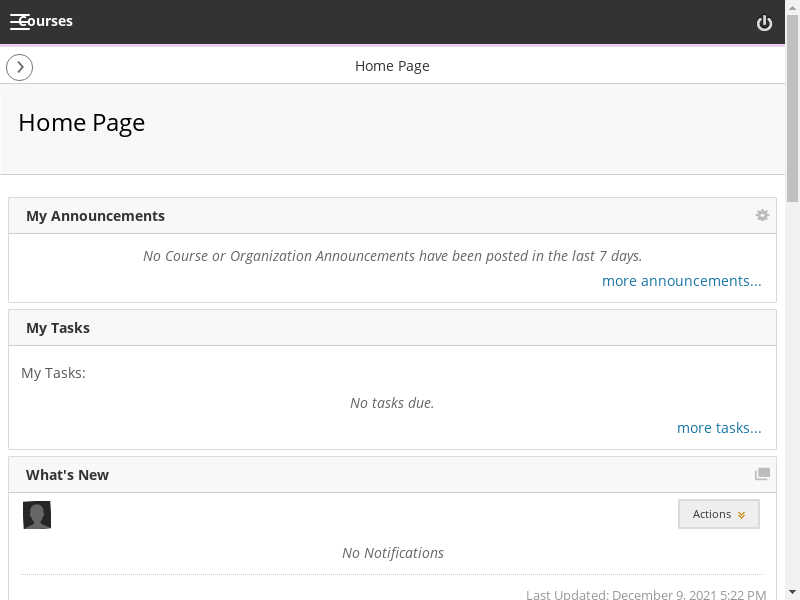 Courses
Home Page
Home Page
My Announcements
No Course or Organization Announcements have been posted in the last 7 days.
more announcements...
My Tasks
My Tasks:
No tasks due.
more tasks...
What's New
Actions
No Notifications
Last Updated: December 9, 2021 5:22 PM